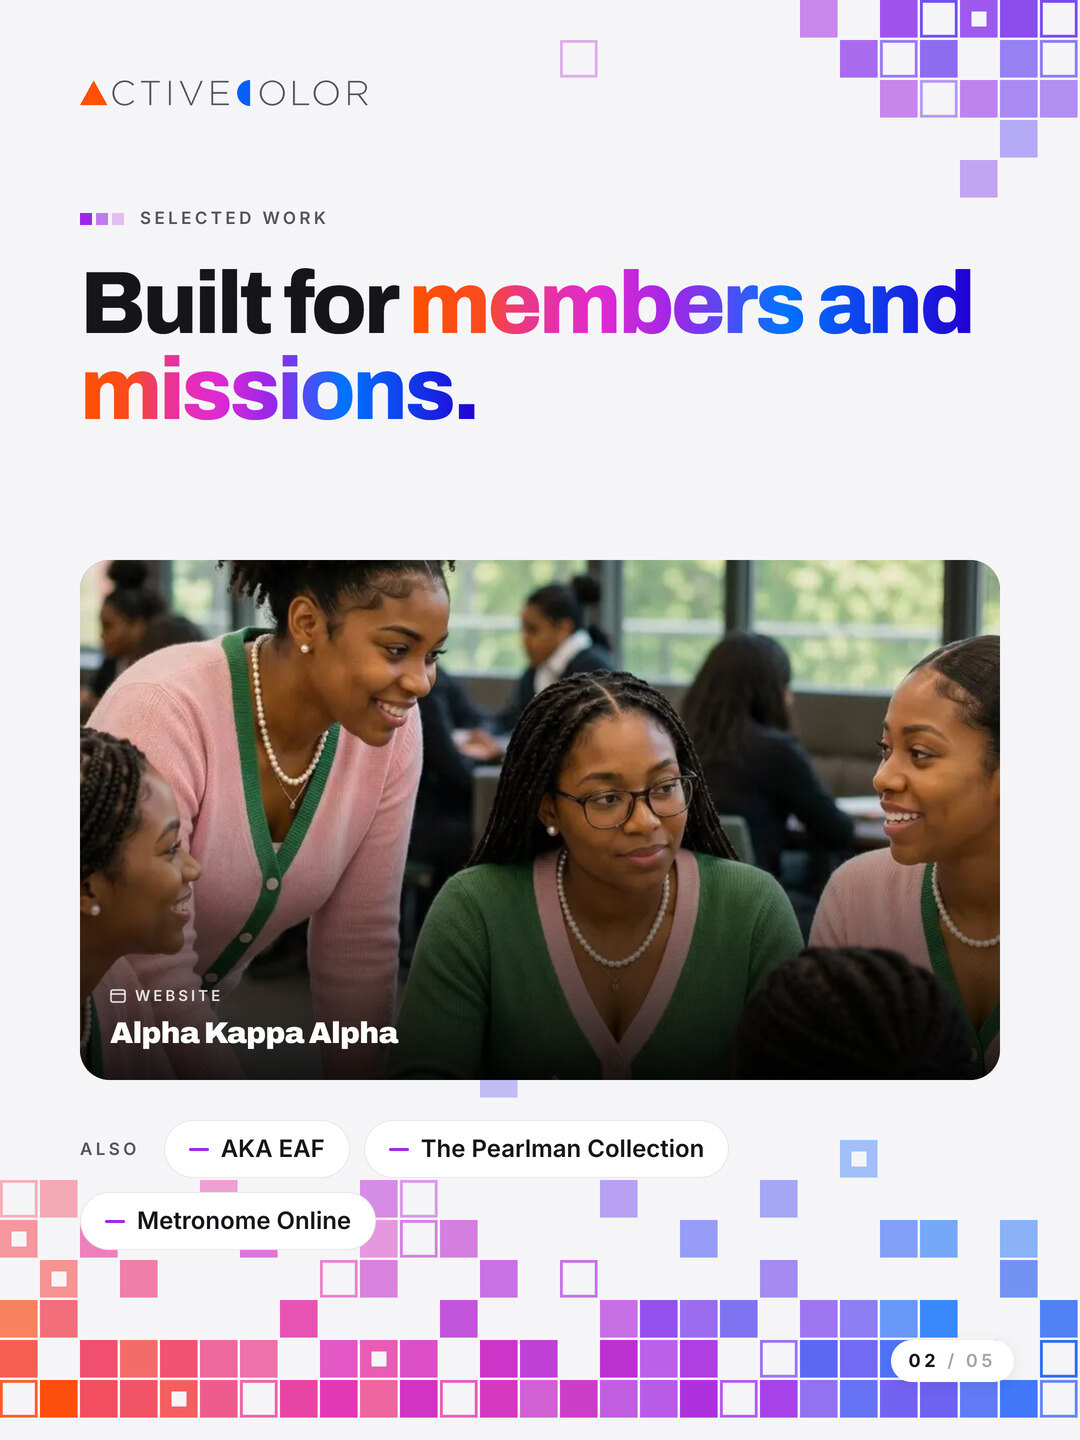 ACTIVECOLOR
SELECTED WORK
Built for members and
missions.
WEBSITE
Alpha Kappa Alpha
ALSO
AKA EAF
The Pearlman Collection
Metronome Online
02 / 05